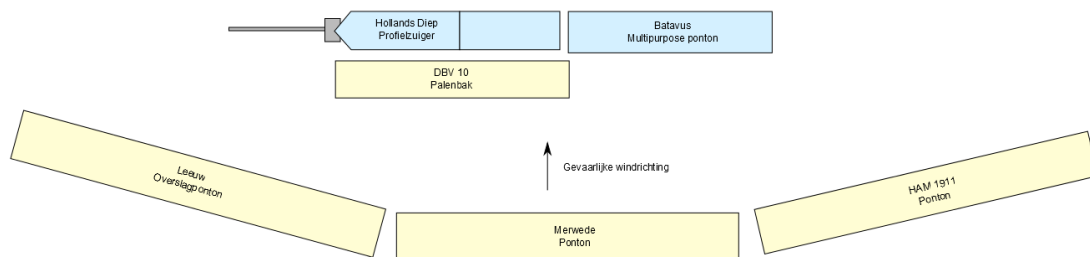 Hollands Diep
Profielzuiger
Batavus
Multipurpose ponton
DBV 10
Palenbak
Leeuw
Overslagponton
Gevaarlijke windrichting
HAM 1911
Ponton
Merwede
Ponton